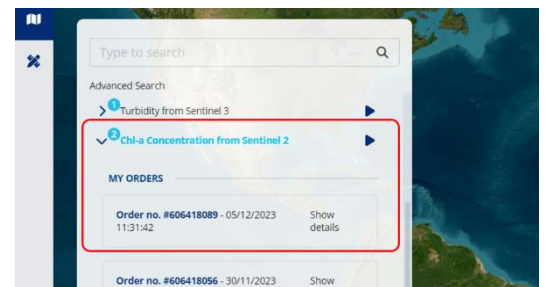 Type to search
Advanced Search
1 Turbidity from Sentinel 3
2 Chl-a Concentration from Sentinel 2
MY ORDERS
Order no. #606418089 - 05/12/2023 Show
11:31:42 details
Order no. #606418056 - 30/11/2023 Show